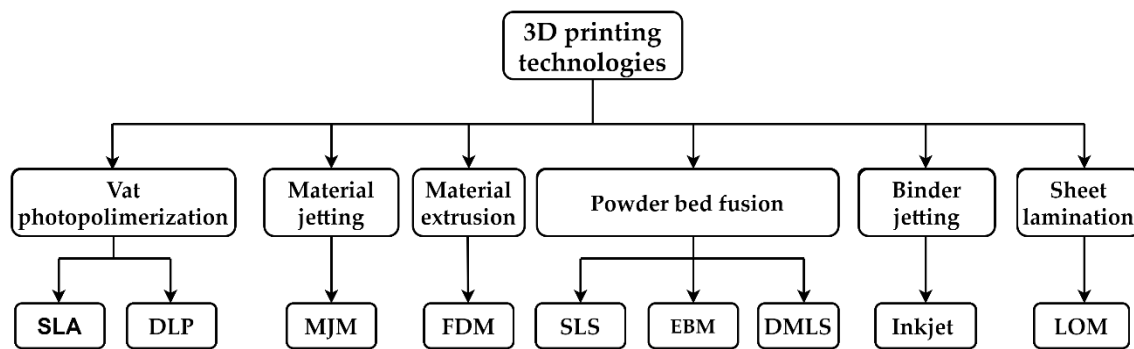 3D printing
technologies
Vat
photopolimerization
Material
jetting
Material
extrusion
Powder bed fusion
Binder
jetting
Sheet
lamination
SLA
DLP
MJM
FDM
SLS
EBM
DMLS
Inkjet
LOM